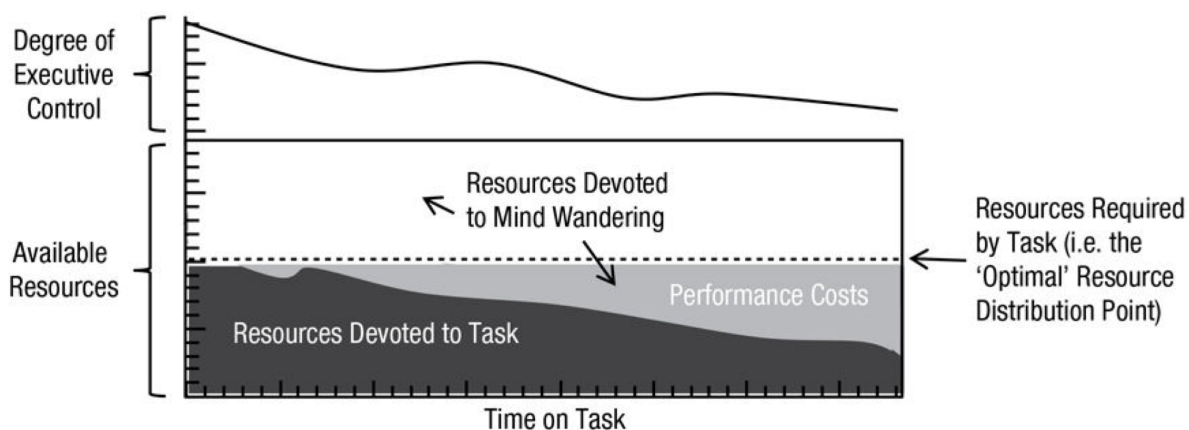 Degree of
Executive
Control
Resources Devoted
to Mind Wandering
Available
Resources
Resources Required
by Task (i.e. the
‘Optimal’ Resource
Distribution Point)
Performance Costs
Resources Devoted to Task
Time on Task